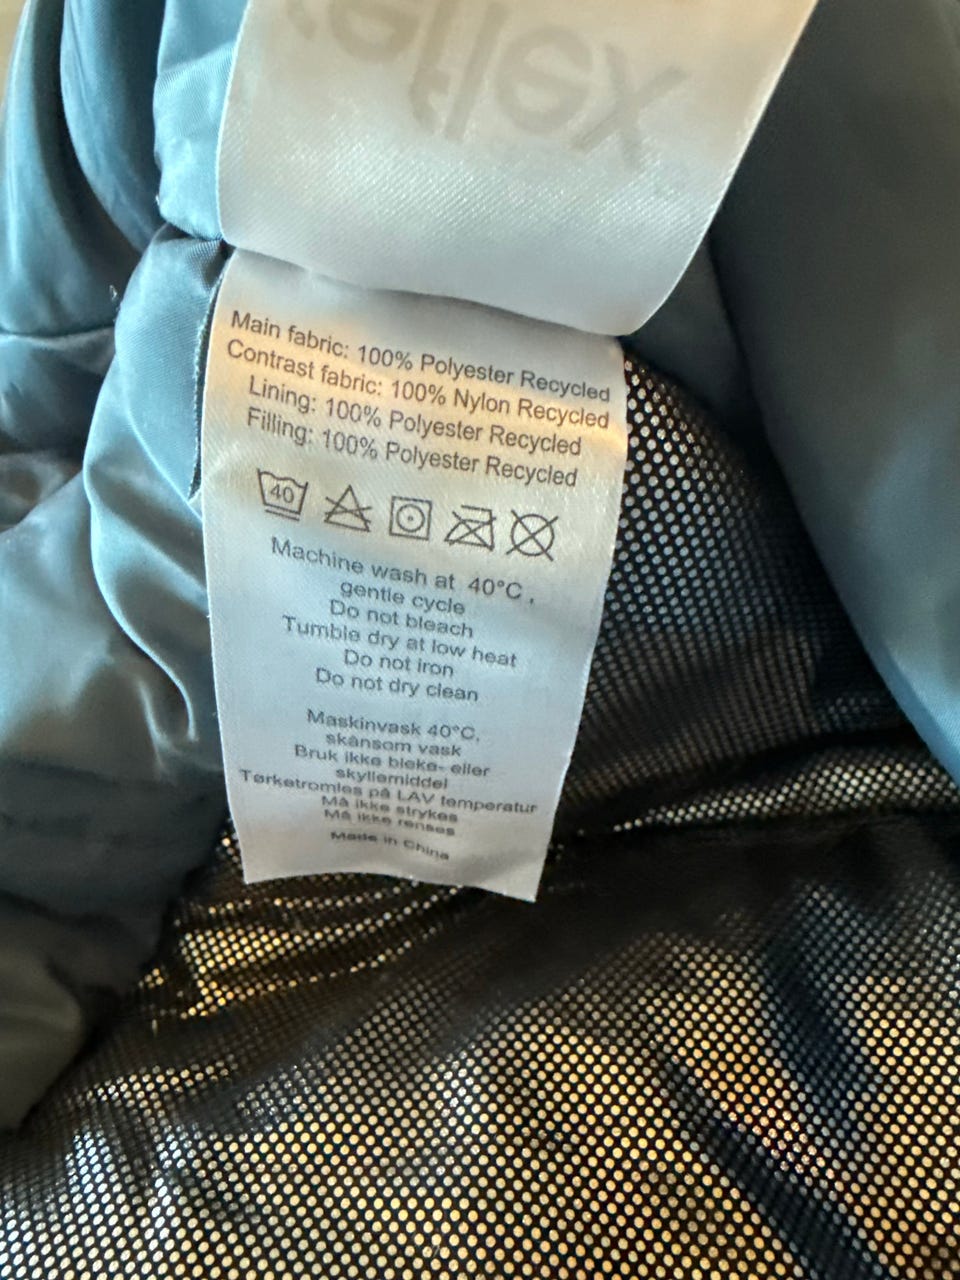 eflex
Main fabric: 100% Polyester Recycled
Contrast fabric: 100% Nylon Recycled
Lining: 100% Polyester Recycled
Filling: 100% Polyester Recycled
40
Machine wash at 40°C ,
gentle cycle
Do not bleach
Tumble dry at low heat
Do not iron
Do not dry clean
Maskinvask 40°C,
skånsom vask
Bruk ikke bleke- eller
skyllemiddel
Tørketromles på LAV temperatur
Må ikke strykes
Må ikke renses
Made in China